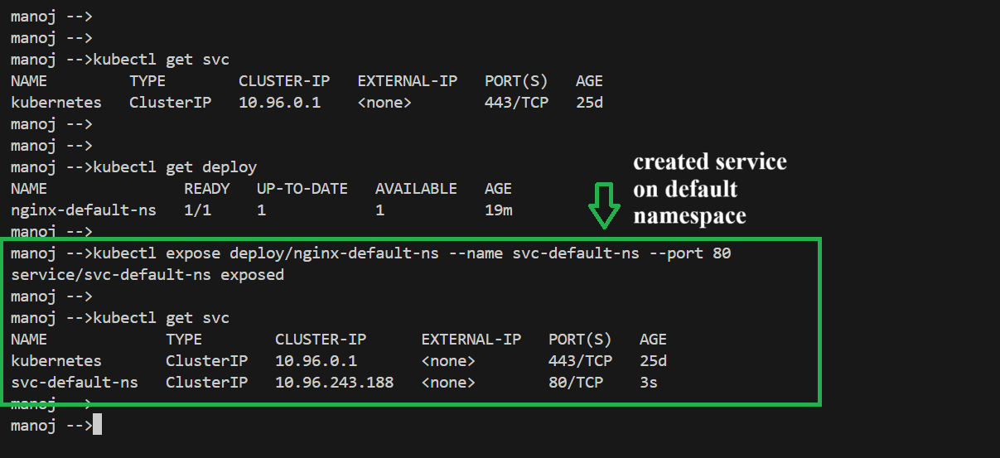 manoj -->
manoj -->
manoj -->kubectl get svc
NAME         TYPE        CLUSTER-IP   EXTERNAL-IP   PORT(S)   AGE
kubernetes   ClusterIP   10.96.0.1    <none>        443/TCP   25d
manoj -->
manoj -->
manoj -->kubectl get deploy
NAME               READY   UP-TO-DATE   AVAILABLE   AGE
nginx-default-ns   1/1     1            1           19m
created service
on default
namespace
manoj -->
manoj -->kubectl expose deploy/nginx-default-ns --name svc-default-ns --port 80
service/svc-default-ns exposed
manoj -->
manoj -->kubectl get svc
NAME             TYPE        CLUSTER-IP      EXTERNAL-IP   PORT(S)   AGE
kubernetes       ClusterIP   10.96.0.1       <none>        443/TCP   25d
svc-default-ns   ClusterIP   10.96.243.188   <none>        80/TCP    3s
manoj -->
manoj -->